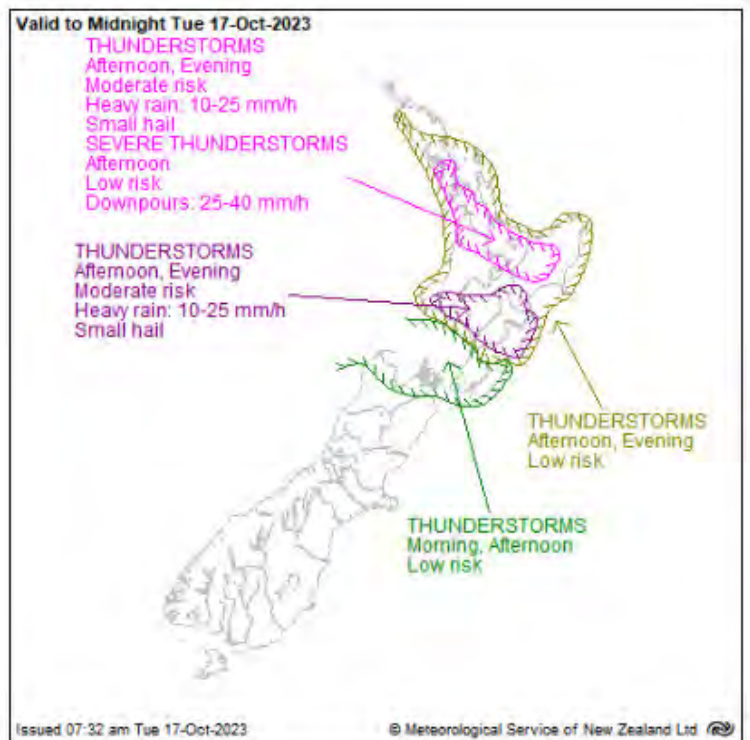 Valid to Midnight Tue 17-Oct-2023
THUNDERSTORMS
Afternoon, Evening
Moderate risk
Heavy rain: 10-25 mm/h
Small hail
SEVERE THUNDERSTORMS
Afternoon
Low risk
Downpours: 25-40 mm/h
THUNDERSTORMS
Afternoon, Evening
Moderate risk
Heavy rain: 10-25 mm/h
Small hail
THUNDERSTORMS
Afternoon, Evening
Low risk
THUNDERSTORMS
Morning, Afternoon
Low risk
Issued 07:32 am Tue 17-Oct-2023
© Meteorological Service of New Zealand Ltd